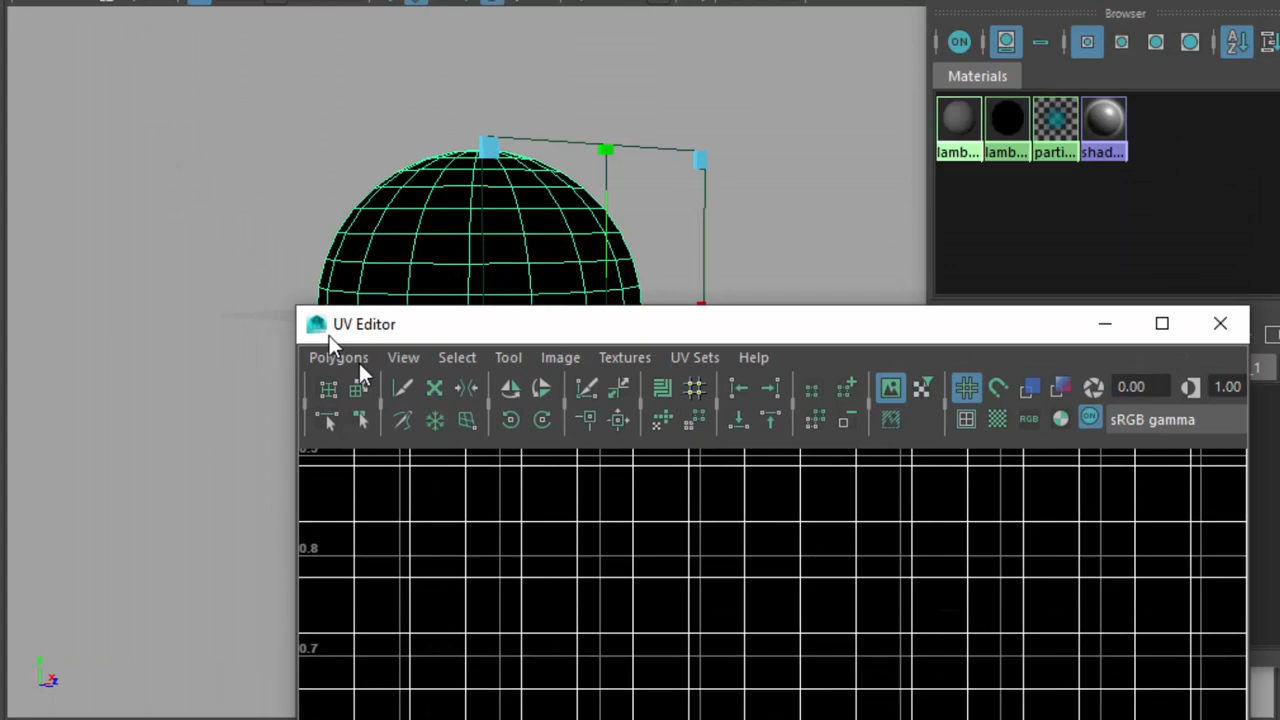 Browser
ON
A
Z
Materials
lamb...
lamb...
parti...
shad...
UV Editor
Polygons View Select Tool Image Textures UV Sets Help
0.00
1.00
RGB
ON
sRGB gamma
0.8
0.7